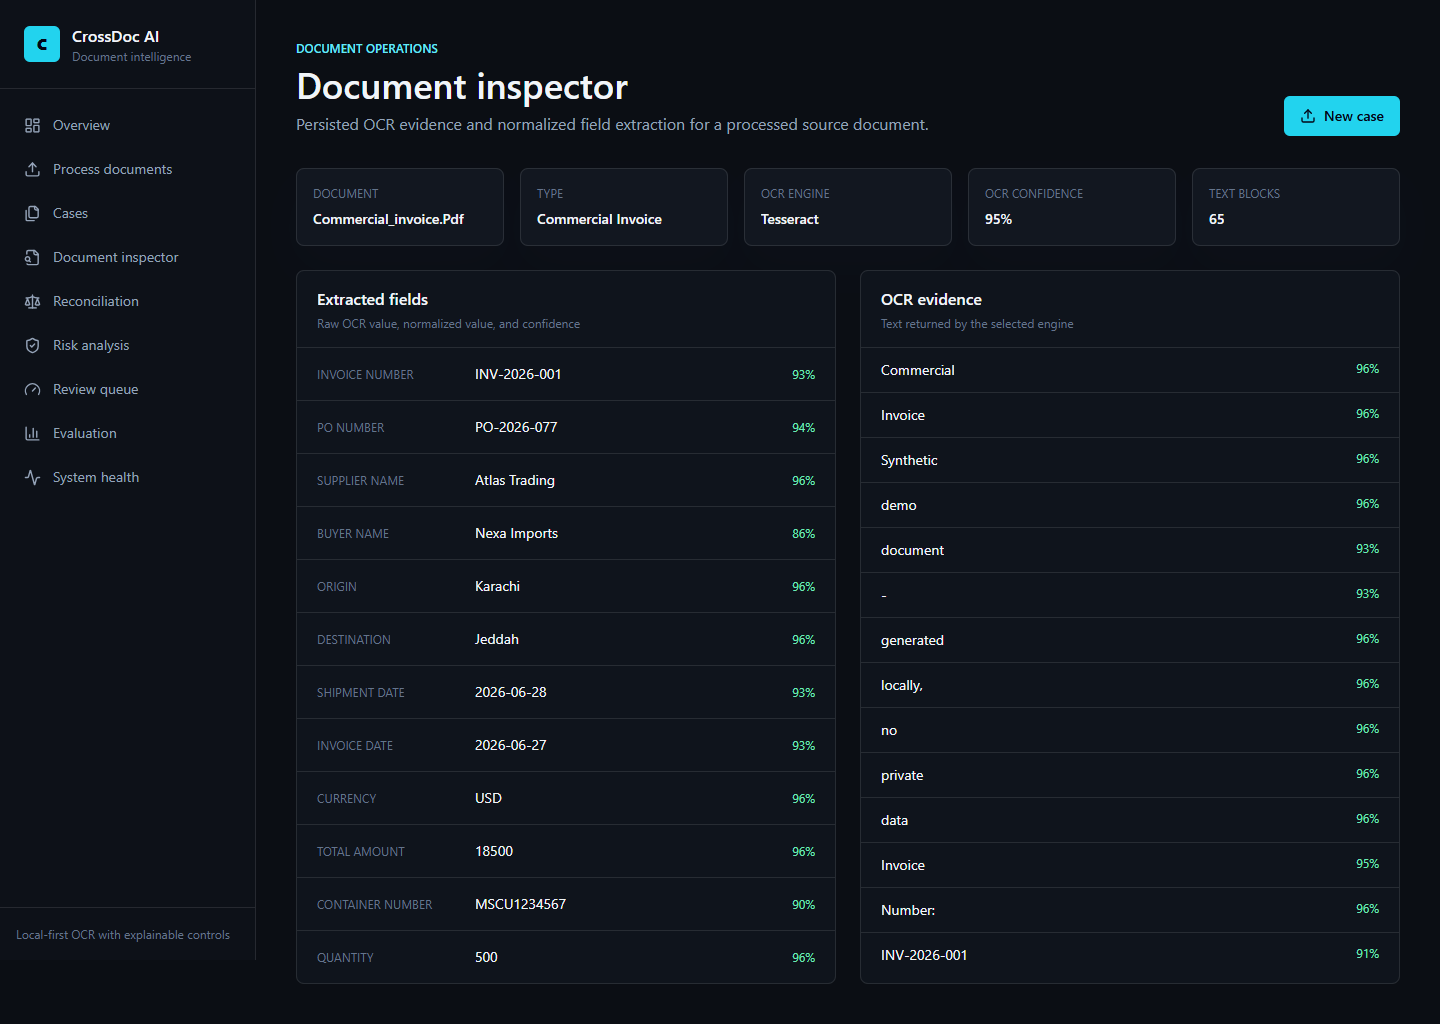 C
CrossDoc AI
Document intelligence
Overview
Process documents
Cases
Document inspector
Reconciliation
Risk analysis
Review queue
Evaluation
System health
Local-first OCR with explainable controls
DOCUMENT OPERATIONS
Document inspector
Persisted OCR evidence and normalized field extraction for a processed source document.
New case
DOCUMENT
Commercial_invoice.Pdf
TYPE
Commercial Invoice
OCR ENGINE
Tesseract
OCR CONFIDENCE
95%
TEXT BLOCKS
65
Extracted fields
Raw OCR value, normalized value, and confidence
INVOICE NUMBER INV-2026-001 93%
PO NUMBER PO-2026-077 94%
SUPPLIER NAME Atlas Trading 96%
BUYER NAME Nexa Imports 86%
ORIGIN Karachi 96%
DESTINATION Jeddah 96%
SHIPMENT DATE 2026-06-28 93%
INVOICE DATE 2026-06-27 93%
CURRENCY USD 96%
TOTAL AMOUNT 18500 96%
CONTAINER NUMBER MSCU1234567 90%
QUANTITY 500 96%
OCR evidence
Text returned by the selected engine
Commercial 96%
Invoice 96%
Synthetic 96%
demo 96%
document 93%
- 93%
generated 96%
locally, 96%
no 96%
private 96%
data 96%
Invoice 95%
Number: 96%
INV-2026-001 91%